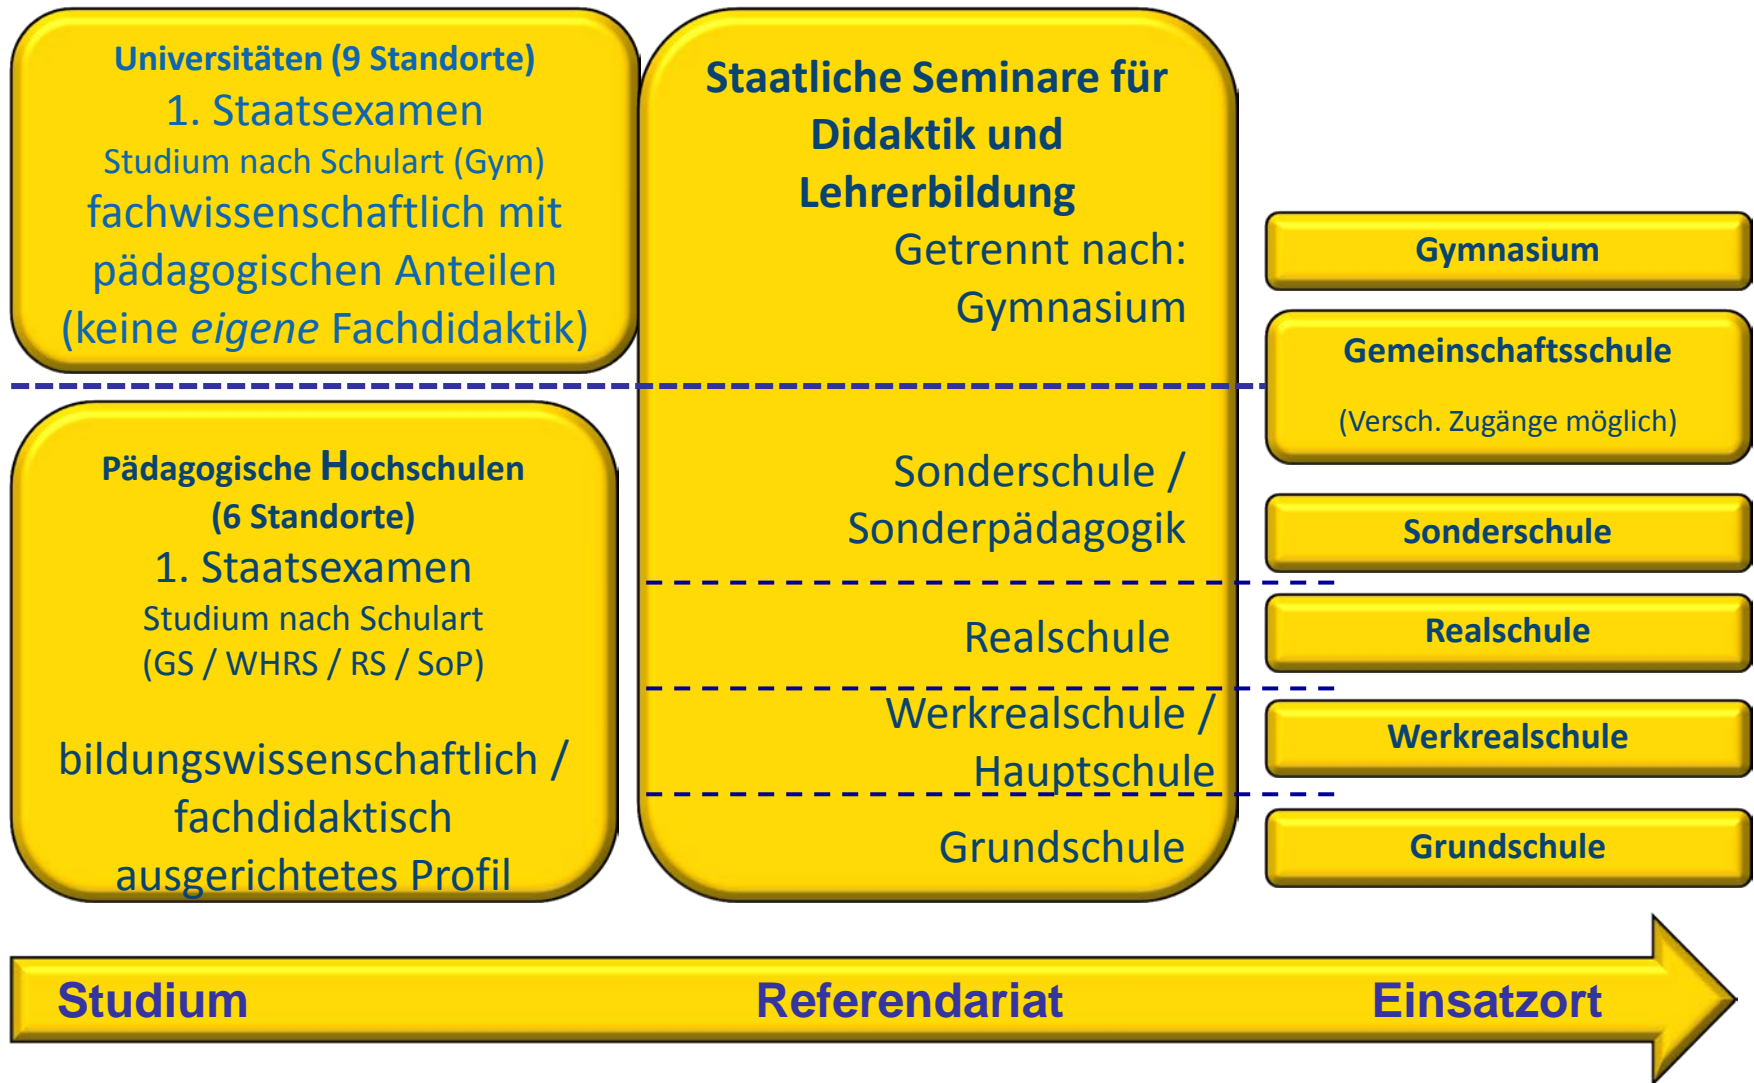 Universitäten (9 Standorte)
1. Staatsexamen
Studium nach Schulart (Gym)
fachwissenschaftlich mit
pädagogischen Anteilen
(keine eigene Fachdidaktik)
Pädagogische Hochschulen
(6 Standorte)
1. Staatsexamen
Studium nach Schulart
(GS / WHRS / RS / SoP)
bildungswissenschaftlich /
fachdidaktisch
ausgerichtetes Profil
Staatliche Seminare für
Didaktik und
Lehrerbildung
Getrennt nach:
Gymnasium
Sonderschule /
Sonderpädagogik
Realschule
Werkrealschule /
Hauptschule
Grundschule
Gymnasium
Gemeinschaftsschule
(Versch. Zugänge möglich)
Sonderschule
Realschule
Werkrealschule
Grundschule
Studium
Referendariat
Einsatzort